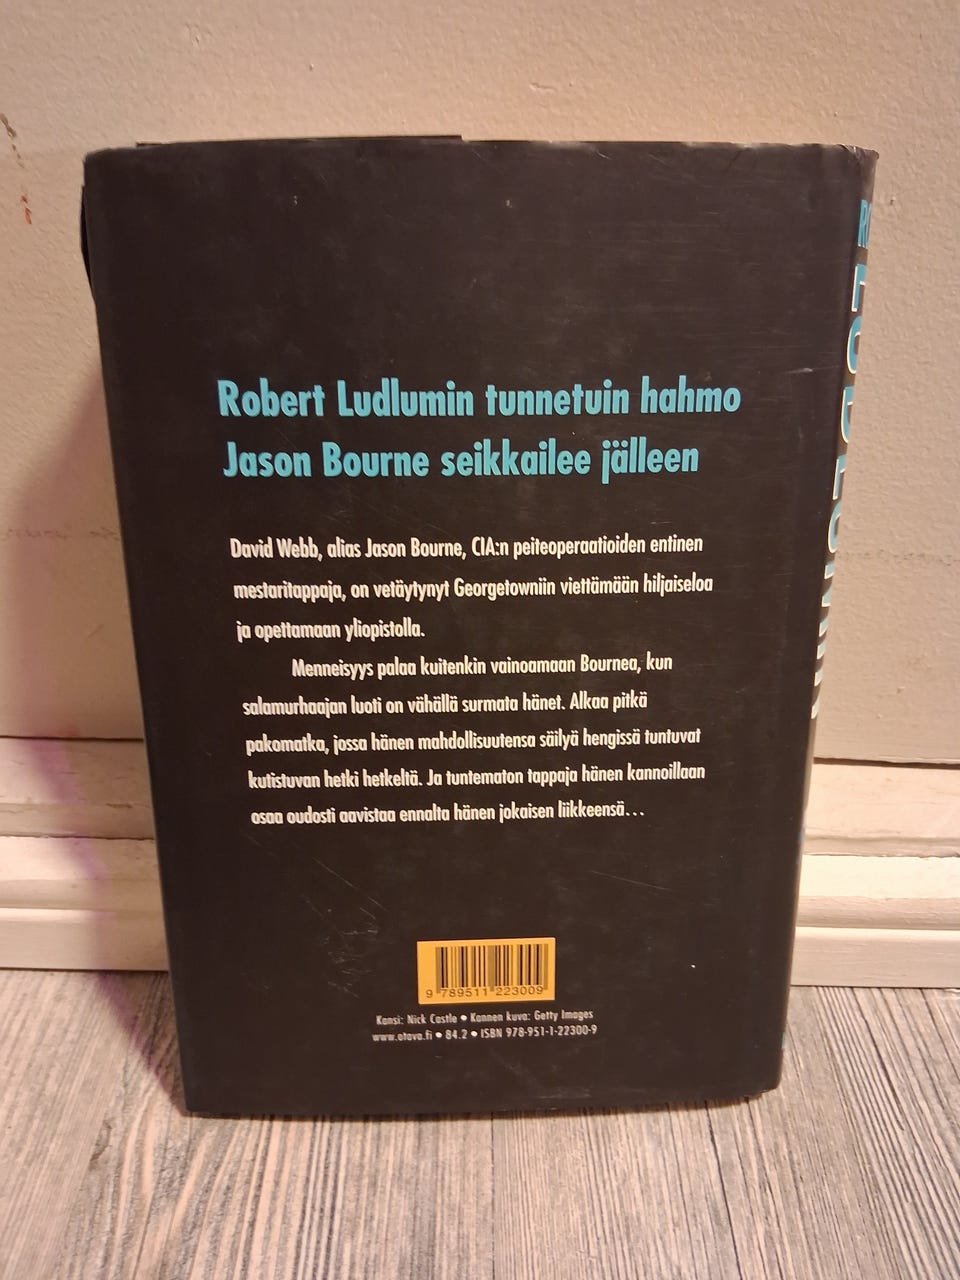 Robert Ludlumin tunnetuin hahmo
Jason Bourne seikkailee jälleen
David Webb, alias Jason Bourne, CIA:n peiteoperaatioiden entinen
mestaritappaja, on vetäytynyt Georgetowniin viettämään hiljaiseloa
ja opettamaan yliopistolla.
Menneisyys palaa kuitenkin vainoamaan Bournea, kun
salamurhaajan luoti on vähällä surmata hänet. Alkaa pitkä
pakomatka, jossa hänen mahdollisuutensa säilyä hengissä tuntuvat
kutistuvan hetki hetkeltä. Ja tuntematon tappaja hänen kannoillaan
osaa oudosti aavistaa ennalta hänen jokaisen liikkeensä...
9 789511 223009
Kansi: Nick Castle • Kannen kuva: Getty Images
www.otava.fi • 84.2 • ISBN 978-951-1-22300-9